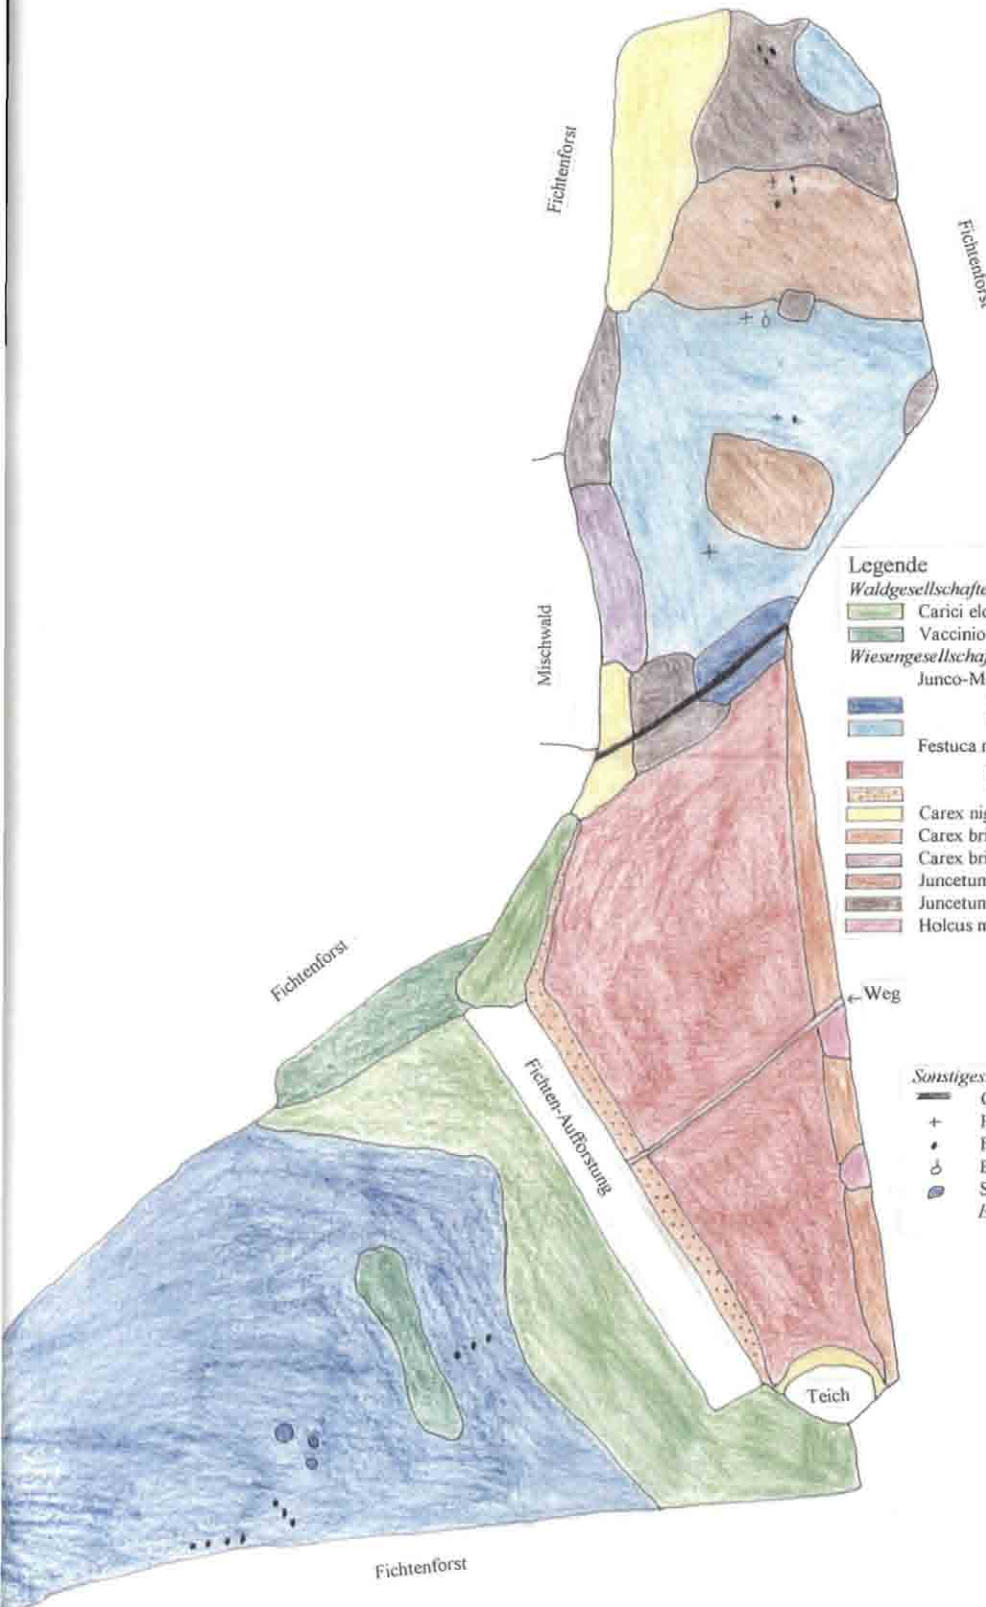 Fichtenforst
Fichtenforst
Mischwald
Legende
Waldgesellschafte
Carici elo
Vaccinio
Wiesengesellschaf
Junco-M
Festuca r
Carex nig
Carex bri
Carex bri
Juncetum
Juncetum
Holcus m
Fichtenforst
←Weg
Fichten-Aufforstung
Sonstiges
Teich
Fichtenforst